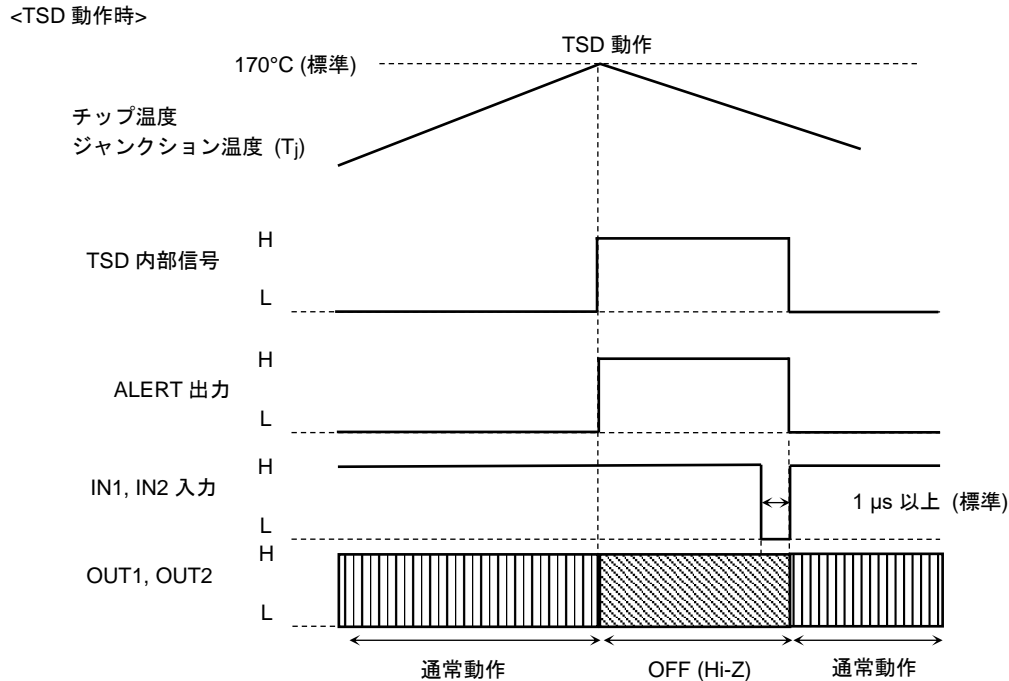 <TSD 動作時>
TSD 動作
170°C (標準)
チップ温度
ジャンクション温度 (Tj)
H
TSD 内部信号
L
H
ALERT 出力
L
H
IN1, IN2 入力
1 μs 以上 (標準)
L
H
OUT1, OUT2
L
通常動作
OFF (Hi-Z)
通常動作